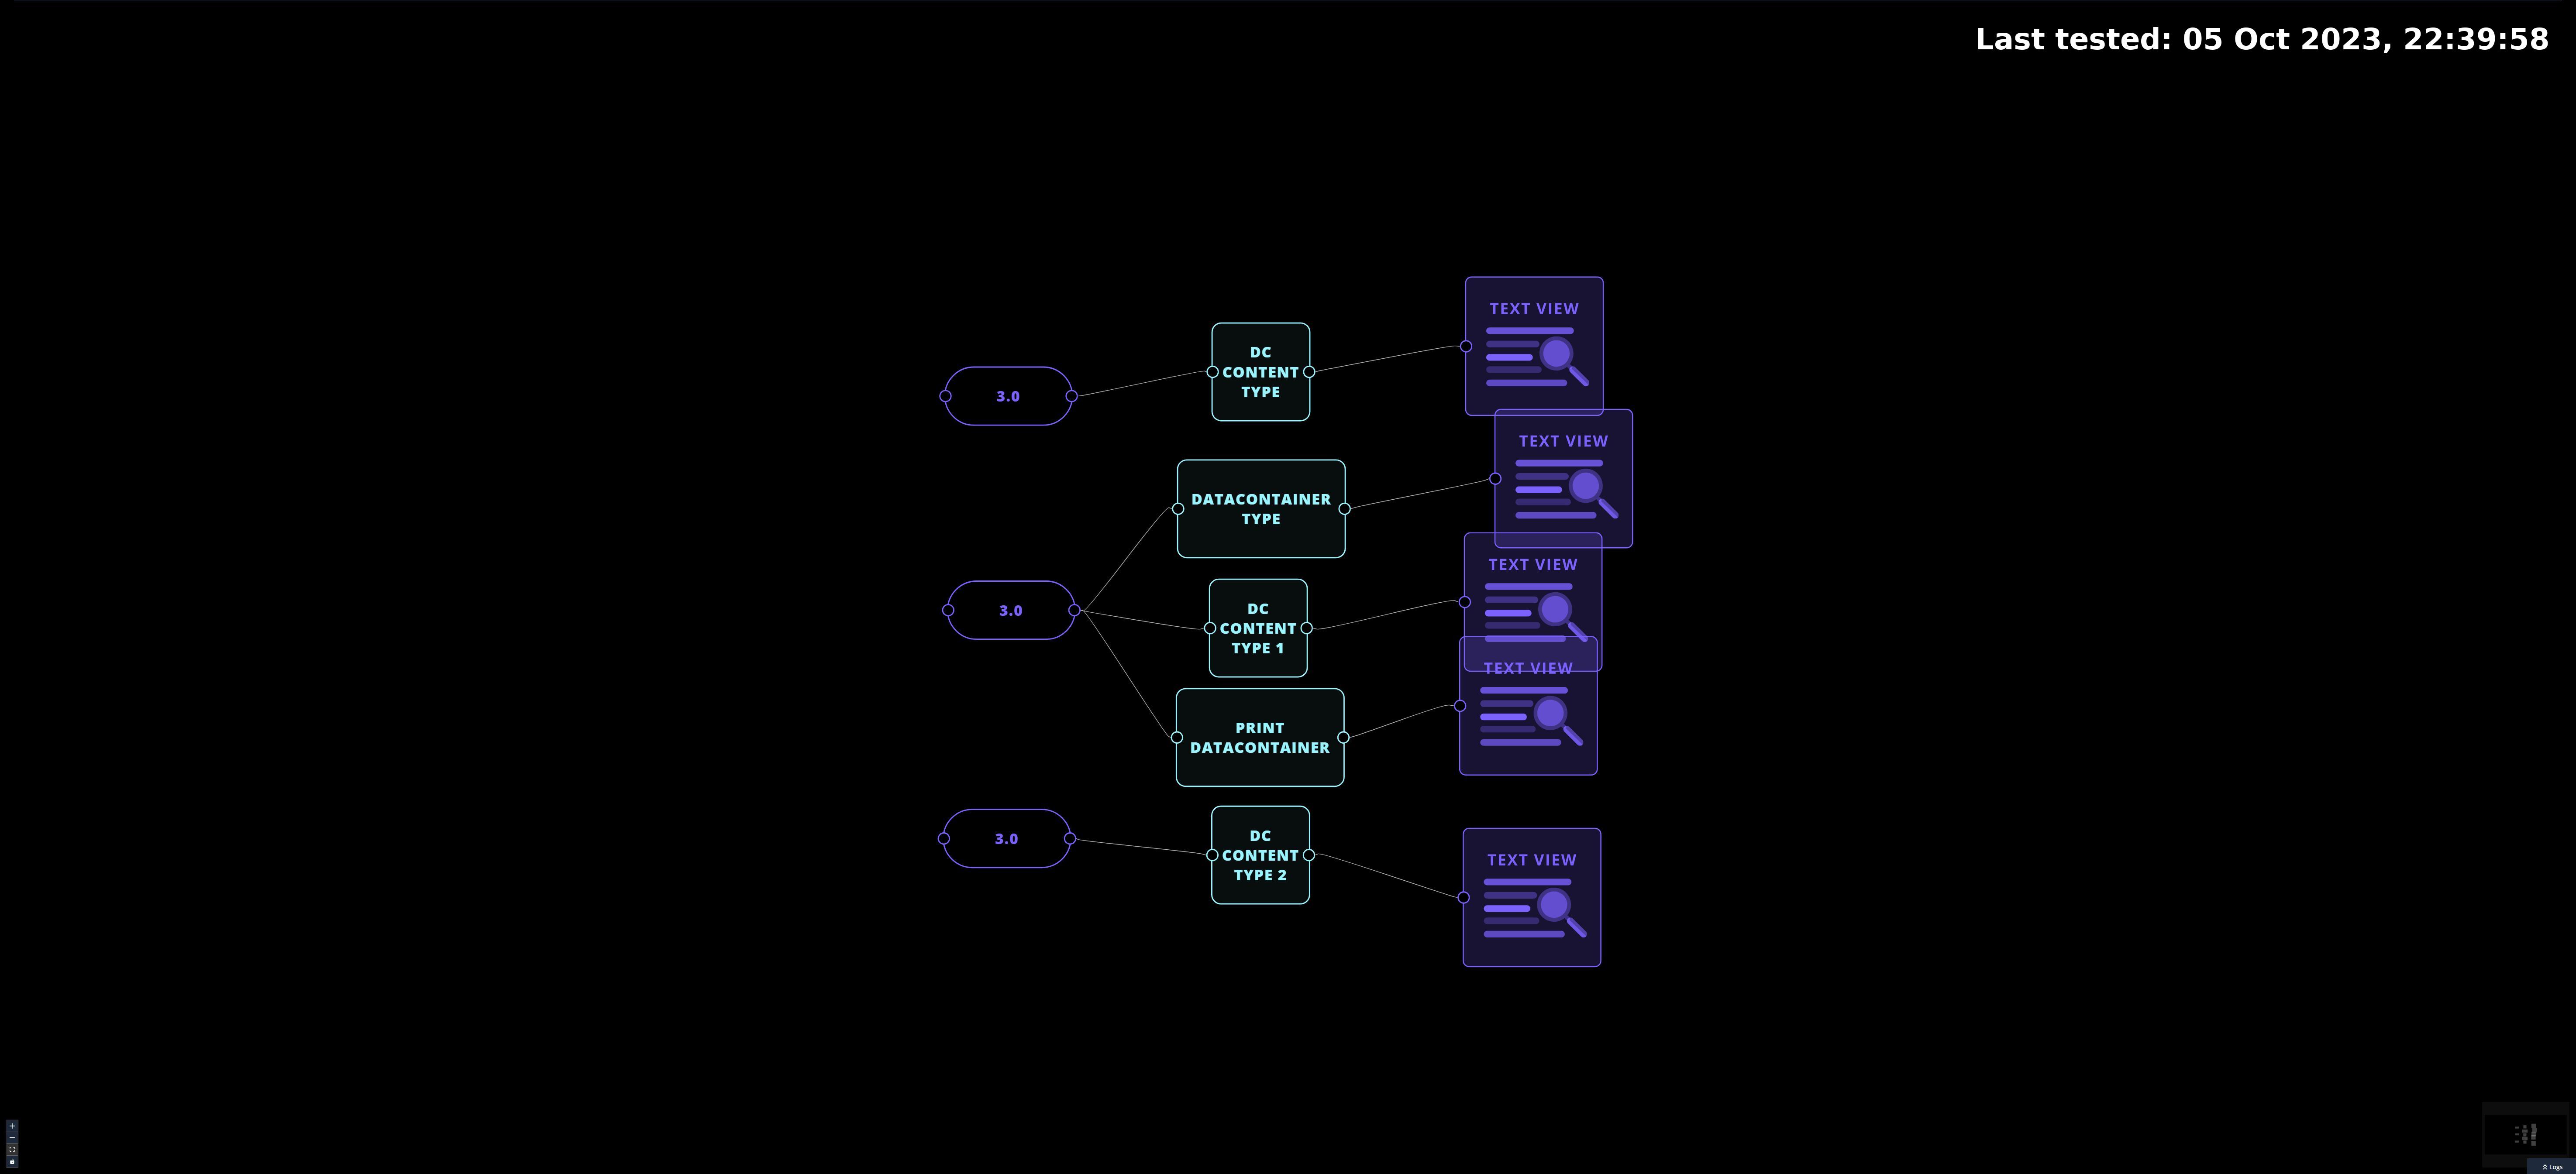 Last tested: 05 Oct 2023, 22:39:58
TEXT VIEW
DC
CONTENT
TYPE
3.0
TEXT VIEW
DATACONTAINER
TYPE
TEXT VIEW
3.0
DC
CONTENT
TYPE 1
TEXT VIEW
PRINT
DATACONTAINER
3.0
DC
CONTENT
TYPE 2
TEXT VIEW
Logs